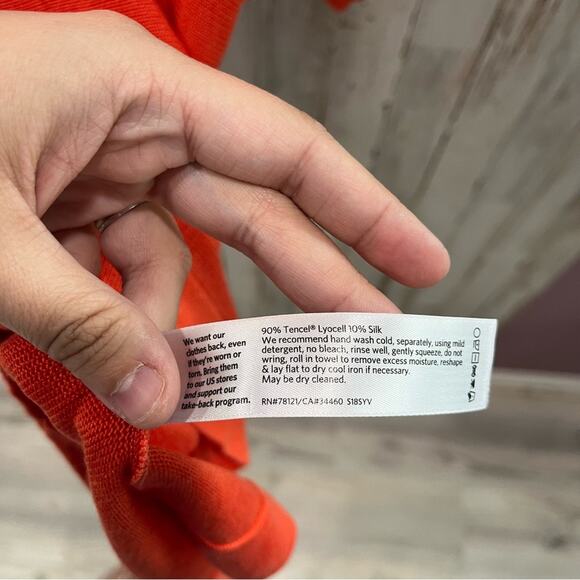 We want our
clothes back, even
if they're worn or
torn. Bring them
to our US stores
and support our
take-back program.
90% Tencel® Lyocell 10% Silk
We recommend hand wash cold, separately, using mild
detergent, no bleach, rinse well, gently squeeze, do not
wring, roll in towel to remove excess moisture, reshape
& lay flat to dry cool iron if necessary.
May be dry cleaned.
RN#78121/CA#34460 S18SYV